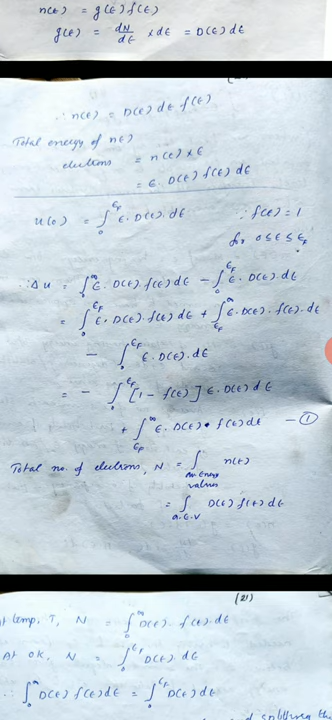 n(ϵ) = g(ϵ) f(ϵ)
g(ϵ) = dN/dϵ × dϵ = D(ϵ) dϵ
∴ n(ϵ) = D(ϵ) dϵ f(ϵ)
Total energy of n(ϵ)
electrons = n(ϵ) × ϵ
= ϵ. D(ϵ) f(ϵ) dϵ
u(0) = ∫₀^ϵF ϵ. D(ϵ). dϵ ∵ f(ϵ) = 1
for 0 ≤ ϵ ≤ ϵF
∴ Δu = ∫₀^∞ ϵ. D(ϵ). f(ϵ) dϵ − ∫₀^ϵF ϵ. D(ϵ). dϵ
= ∫₀^ϵF ϵ. D(ϵ). f(ϵ) dϵ + ∫_ϵF^∞ ϵ. D(ϵ). f(ϵ). dϵ
− ∫₀^ϵF ϵ. D(ϵ). dϵ
= − ∫₀^ϵF [1 − f(ϵ)] ϵ. D(ϵ) dϵ
+ ∫_ϵF^∞ ϵ. D(ϵ). f(ϵ) dϵ — ①
Total no. of electrons, N = ∫ n(ϵ)
values
= ∫ D(ϵ) f(ϵ) dϵ
a.ϵ.v
(21)
temp, T, N = ∫₀^∞ D(ϵ). f(ϵ). dϵ
At 0K, N = ∫₀^ϵF D(ϵ) dϵ
∴ ∫₀^∞ D(ϵ) f(ϵ) dϵ = ∫₀^ϵF D(ϵ) dϵ